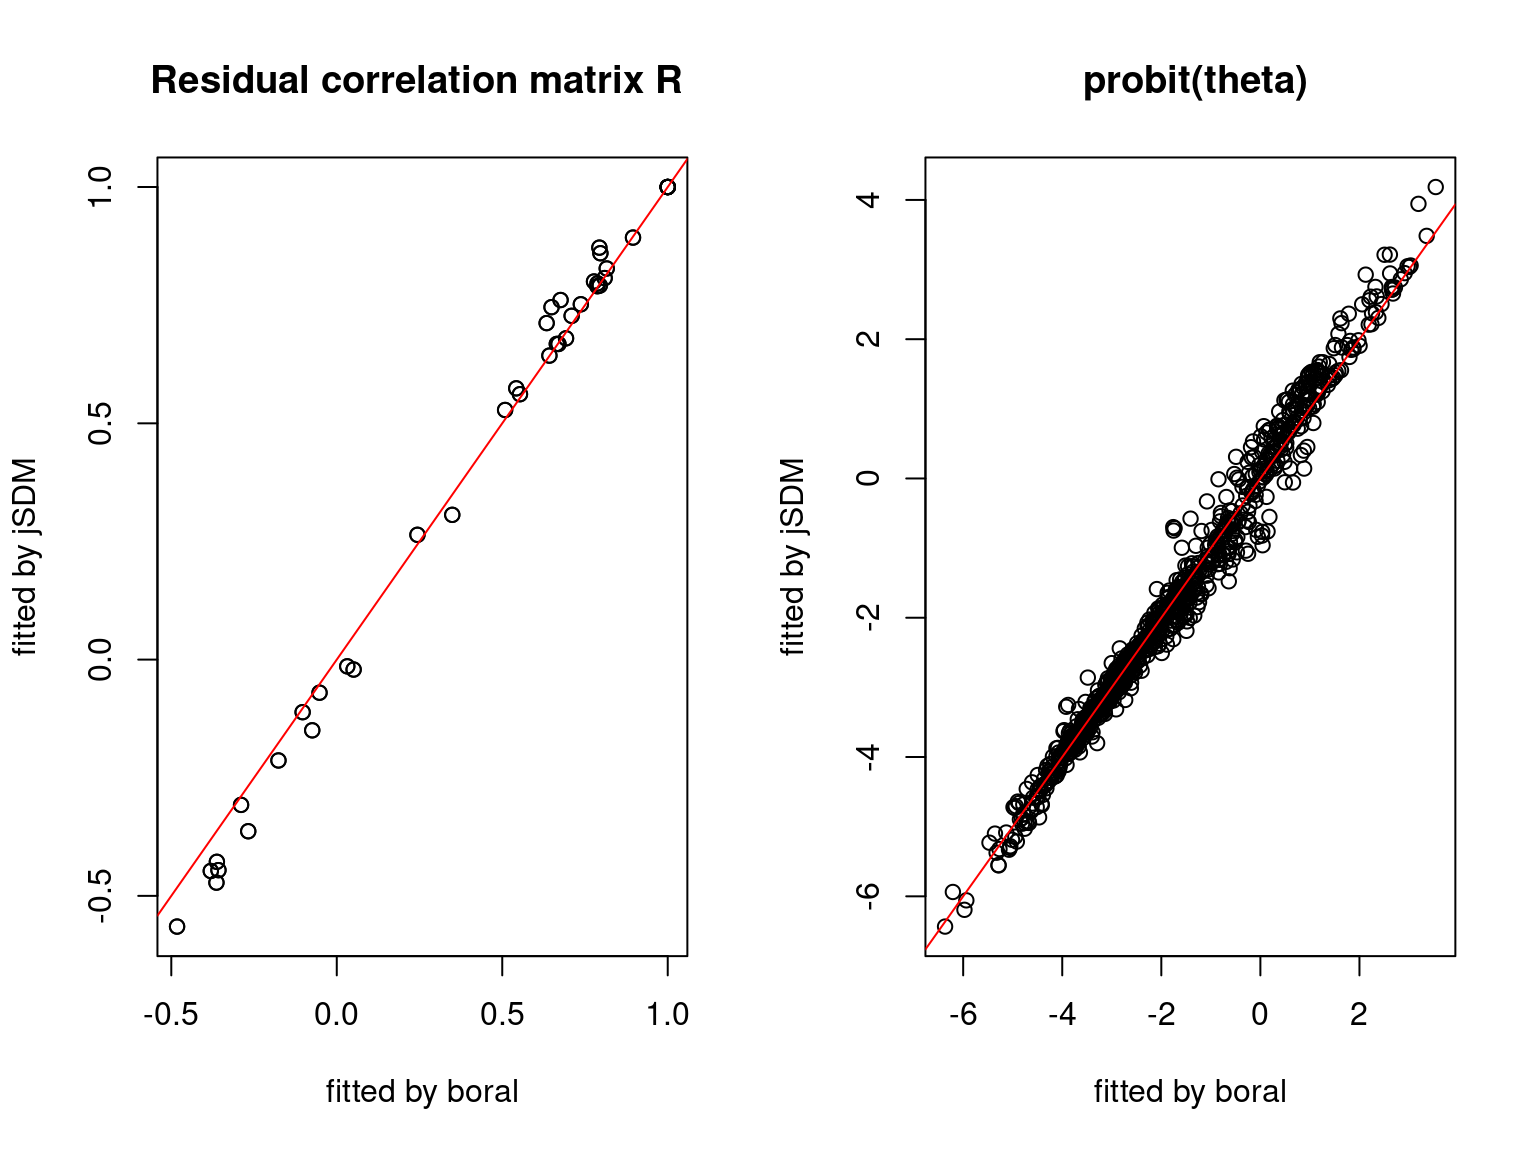 Residual correlation matrix R
fitted by jSDM
1.0
0.5
0.0
-0.5
-0.5 0.0 0.5 1.0
fitted by boral
probit(theta)
fitted by jSDM
4
2
0
-2
-4
-6
-6 -4 -2 0 2
fitted by boral